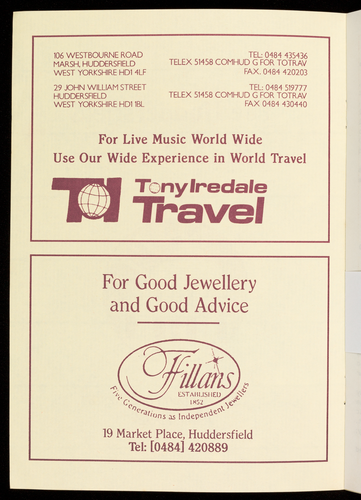 106 WESTBOURNE ROAD
MARSH, HUDDERSFIELD
WEST YORKSHIRE HD1 4LF
TEL: 0484 435436
TELEX 51458 COMHUD G FOR TOTRAV
FAX. 0484 420203
29 JOHN WILLIAM STREET
HUDDERSFIELD
WEST YORKSHIRE HD1 1BL
TEL: 0484 519777
TELEX 51458 COMHUD G FOR TOTRAV
FAX 0484 430440
For Live Music World Wide
Use Our Wide Experience in World Travel
TI Tony Iredale
Travel
For Good Jewellery
and Good Advice
Fillans
ESTABLISHED
1852
Five Generations as Independent Jewellers
19 Market Place, Huddersfield
Tel: [0484] 420889